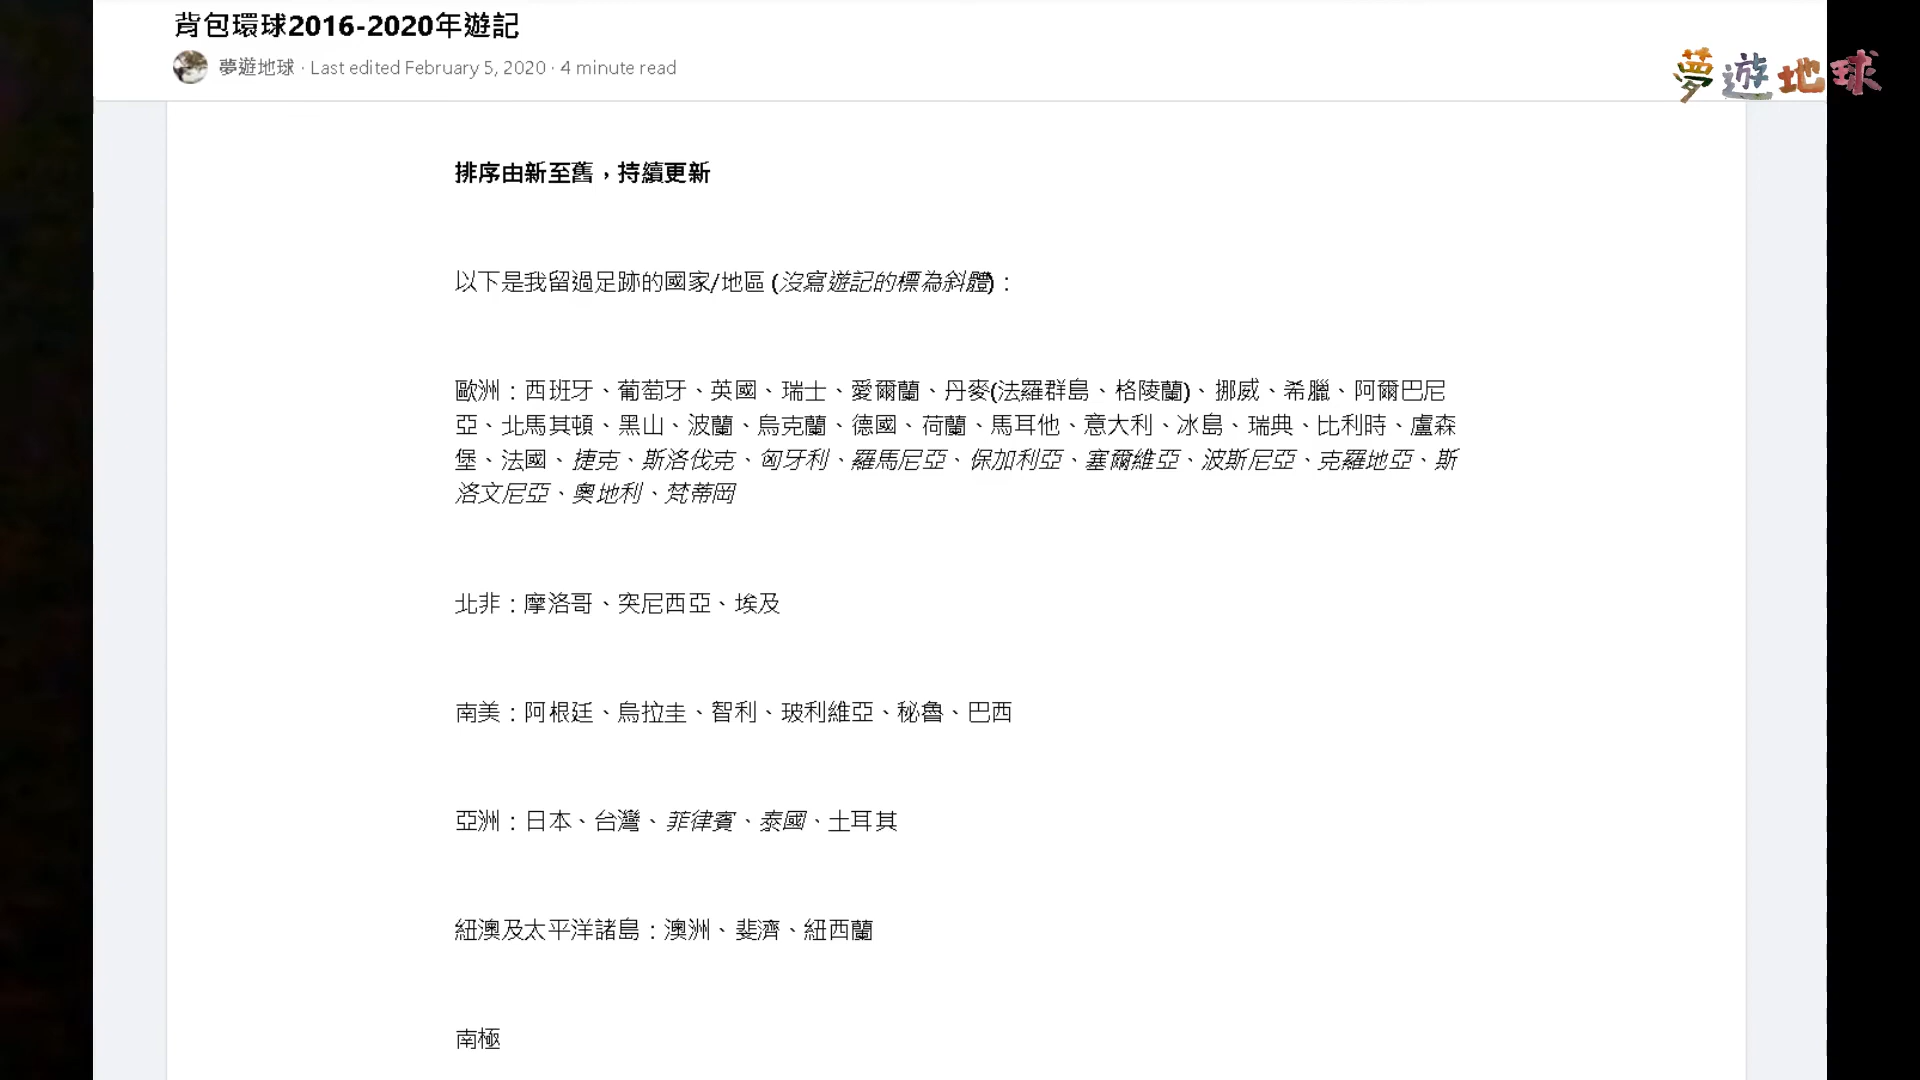 背包環球2016-2020年遊記
夢遊地球 · Last edited February 5, 2020 · 4 minute read
夢遊地球
排序由新至舊，持續更新
以下是我留過足跡的國家/地區 (沒寫遊記的標為斜體)：
歐洲：西班牙、葡萄牙、英國、瑞士、愛爾蘭、丹麥(法羅群島、格陵蘭)、挪威、希臘、阿爾巴尼
亞、北馬其頓、黑山、波蘭、烏克蘭、德國、荷蘭、馬耳他、意大利、冰島、瑞典、比利時、盧森
堡、法國、捷克、斯洛伐克、匈牙利、羅馬尼亞、保加利亞、塞爾維亞、波斯尼亞、克羅地亞、斯
洛文尼亞、奧地利、梵蒂岡
北非：摩洛哥、突尼西亞、埃及
南美：阿根廷、烏拉圭、智利、玻利維亞、秘魯、巴西
亞洲：日本、台灣、菲律賓、泰國、土耳其
紐澳及太平洋諸島：澳洲、斐濟、紐西蘭
南極